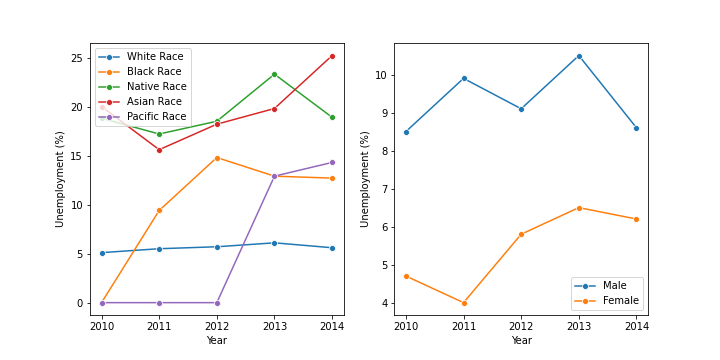 White Race
Black Race
Native Race
Asian Race
Pacific Race
25
20
15
10
5
0
Unemployment (%)
2010 2011 2012 2013 2014
Year
Male
Female
10
9
8
7
6
5
4
Unemployment (%)
2010 2011 2012 2013 2014
Year